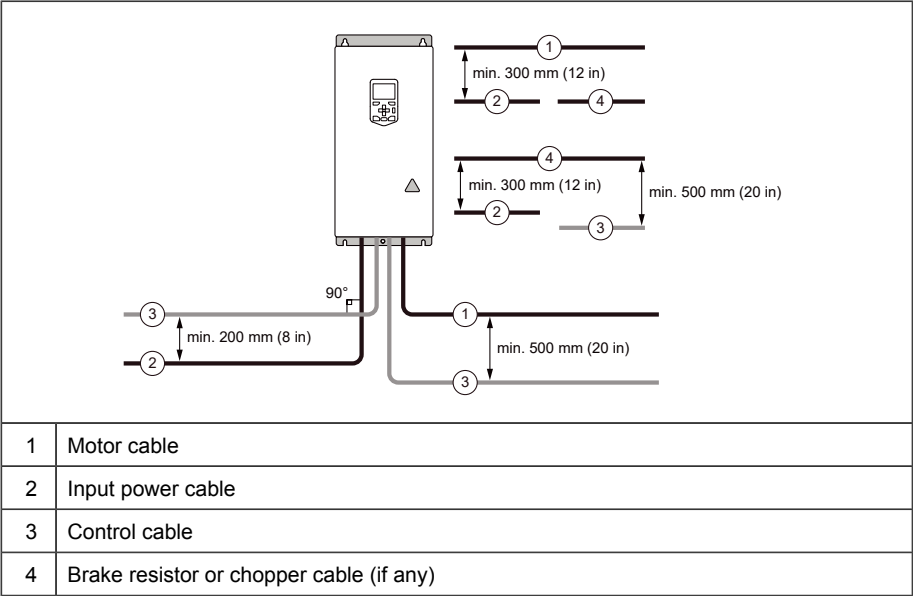 1
min. 300 mm (12 in)
2 4
4
min. 300 mm (12 in) min. 500 mm (20 in)
2
3
90°
3 1
min. 200 mm (8 in) min. 500 mm (20 in)
2
3
1 Motor cable
2 Input power cable
3 Control cable
4 Brake resistor or chopper cable (if any)